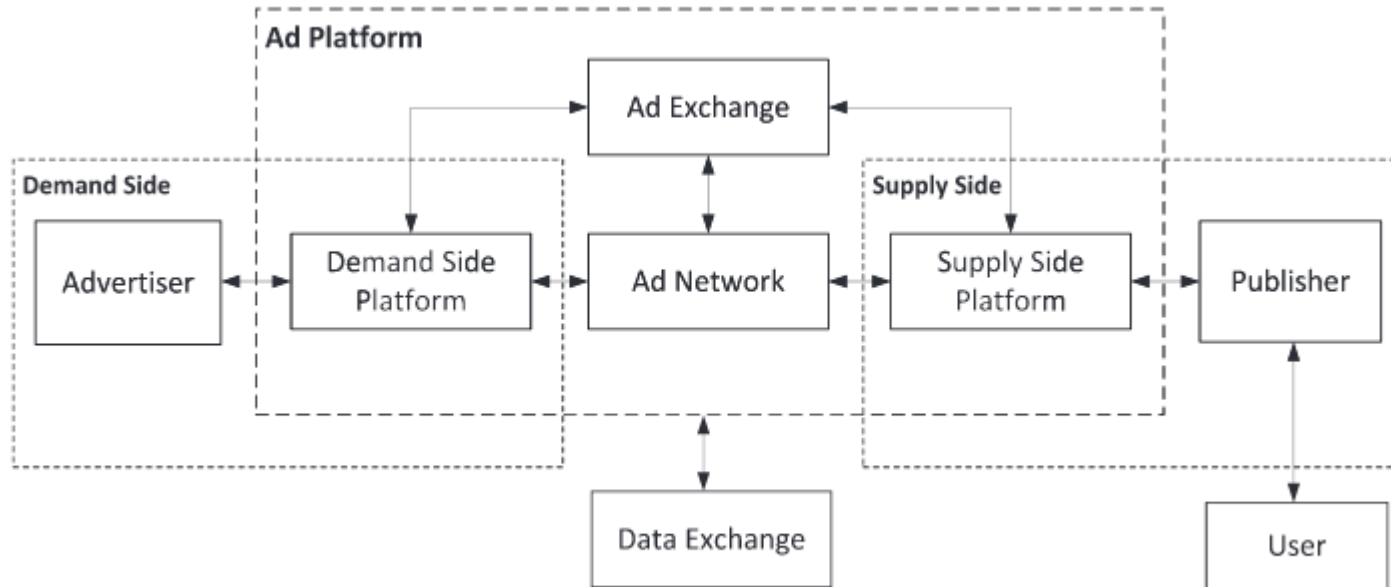 Ad Platform
Ad Exchange
Demand Side
Supply Side
Advertiser
Demand Side
Platform
Ad Network
Supply Side
Platform
Publisher
Data Exchange
User